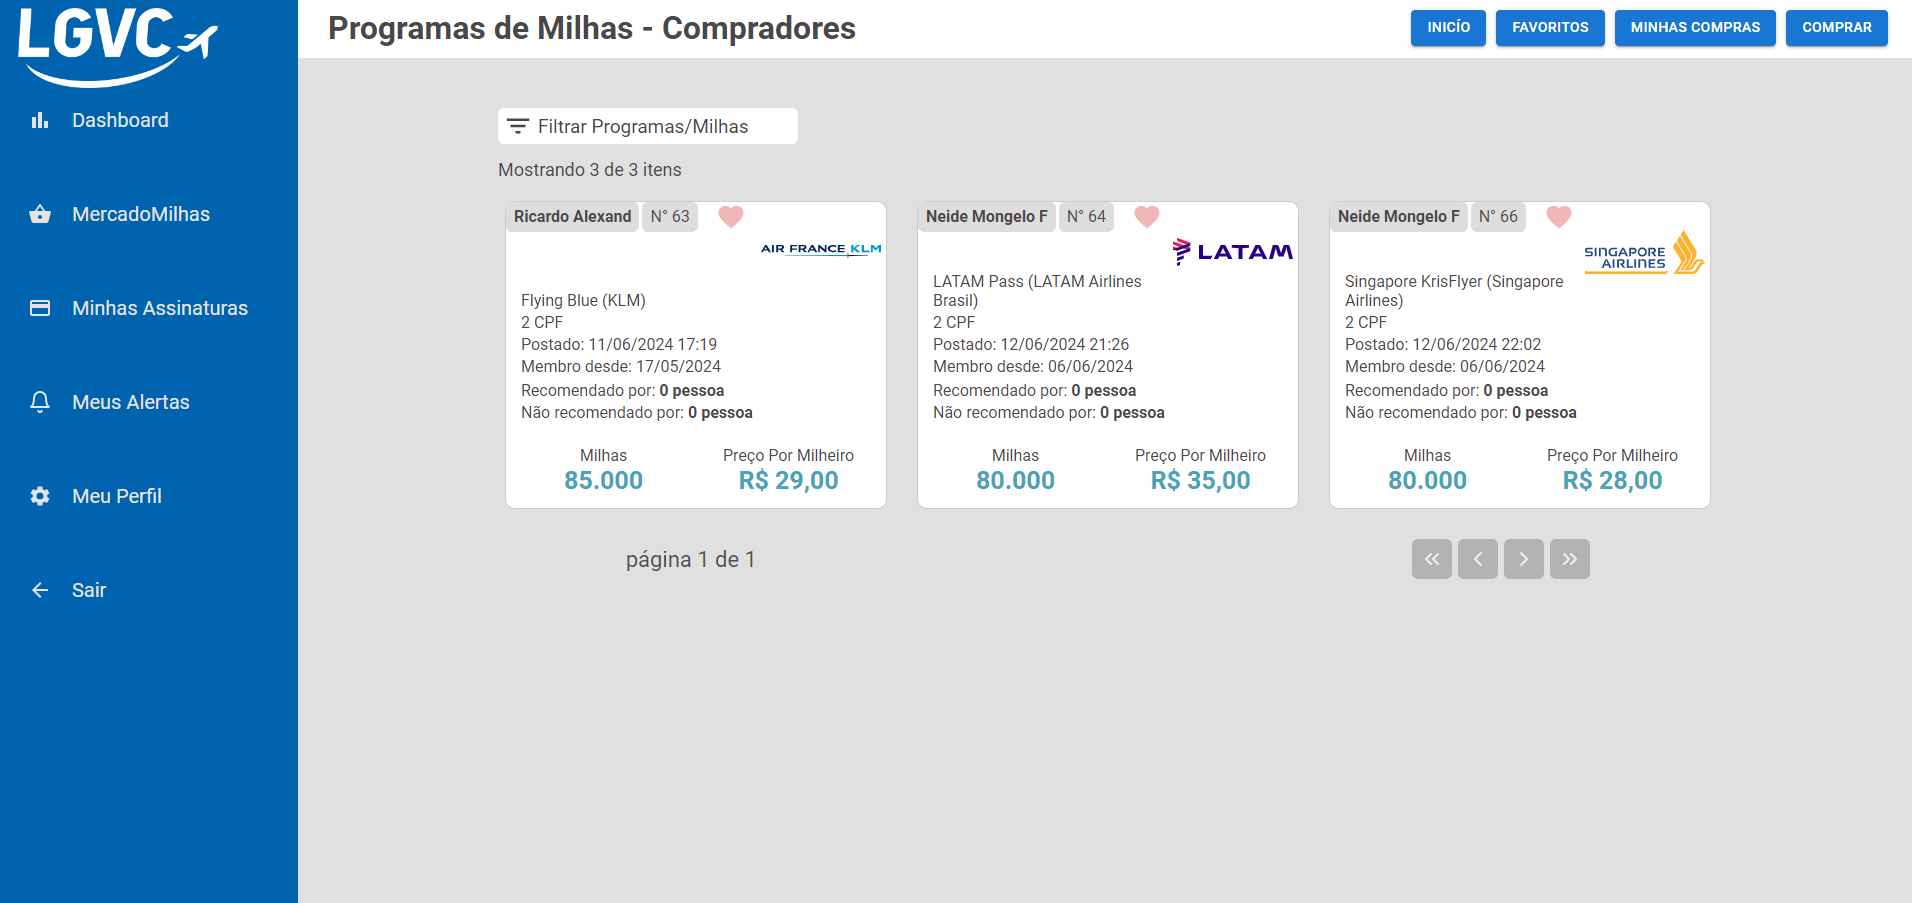 LGVC
Dashboard
MercadoMilhas
Minhas Assinaturas
Meus Alertas
Meu Perfil
Sair
Programas de Milhas - Compradores
INICÍO
FAVORITOS
MINHAS COMPRAS
COMPRAR
Filtrar Programas/Milhas
Mostrando 3 de 3 itens
Ricardo Alexand N° 63
AIR FRANCE KLM
Flying Blue (KLM)
2 CPF
Postado: 11/06/2024 17:19
Membro desde: 17/05/2024
Recomendado por: 0 pessoa
Não recomendado por: 0 pessoa
Milhas Preço Por Milheiro
85.000 R$ 29,00
Neide Mongelo F N° 64
LATAM
LATAM Pass (LATAM Airlines
Brasil)
2 CPF
Postado: 12/06/2024 21:26
Membro desde: 06/06/2024
Recomendado por: 0 pessoa
Não recomendado por: 0 pessoa
Milhas Preço Por Milheiro
80.000 R$ 35,00
Neide Mongelo F N° 66
SINGAPORE
AIRLINES
Singapore KrisFlyer (Singapore
Airlines)
2 CPF
Postado: 12/06/2024 22:02
Membro desde: 06/06/2024
Recomendado por: 0 pessoa
Não recomendado por: 0 pessoa
Milhas Preço Por Milheiro
80.000 R$ 28,00
página 1 de 1